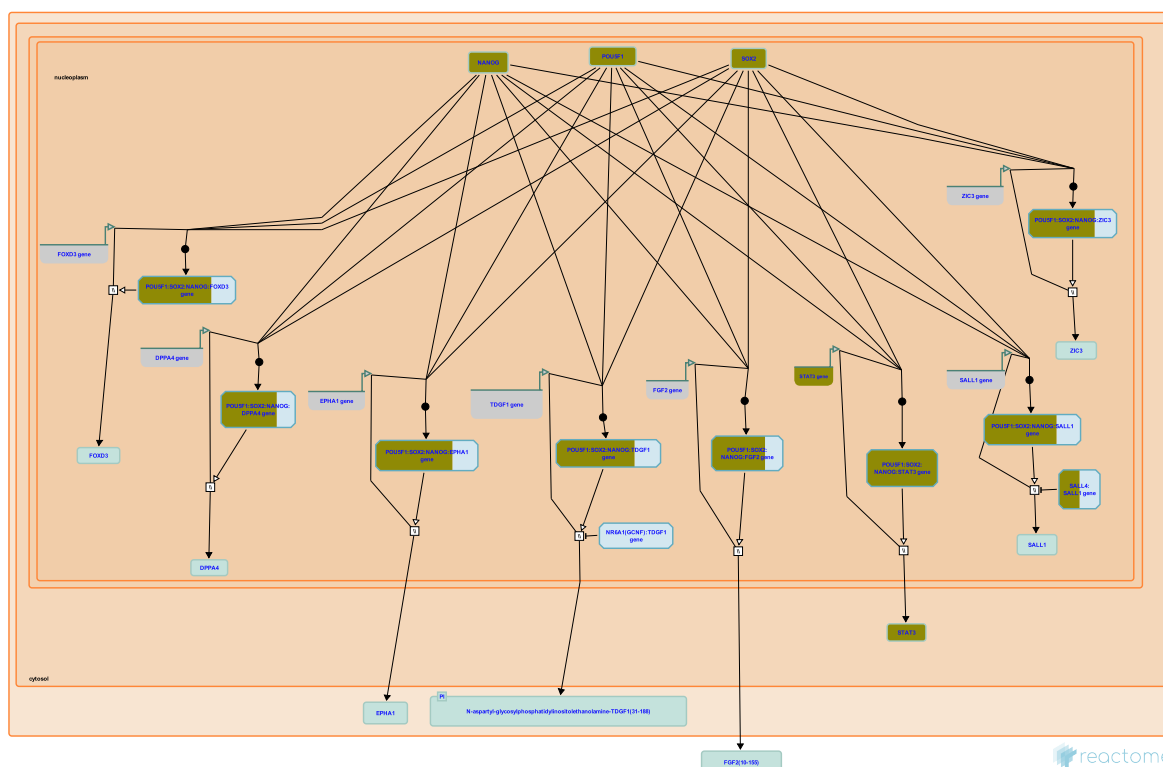 NANOG
POU5F1
SOX2
nucleoplasm
ZIC3 gene
POU5F1:SOX2:NANOG:ZIC3
gene
FOXD3 gene
POU5F1:SOX2:NANOG:FOXD3
gene
DPPA4 gene
ZIC3
STAT3 gene
SALL1 gene
EPHA1 gene
TDGF1 gene
FGF2 gene
POU5F1:SOX2:NANOG:
DPPA4 gene
POU5F1:SOX2:NANOG:SALL1
gene
FOXD3
POU5F1:SOX2:NANOG:EPHA1
gene
POU5F1:SOX2:NANOG:TDGF1
gene
POU5F1:SOX2:
NANOG:FGF2 gene
POU5F1:SOX2:
NANOG:STAT3 gene
SALL4:
SALL1 gene
NR6A1(GCNF):TDGF1
gene
SALL1
DPPA4
STAT3
cytosol
PI
EPHA1
N-aspartyl-glycosylphosphatidylinositolethanolamine-TDGF1(31-188)
FGF2(10-155)
reactome